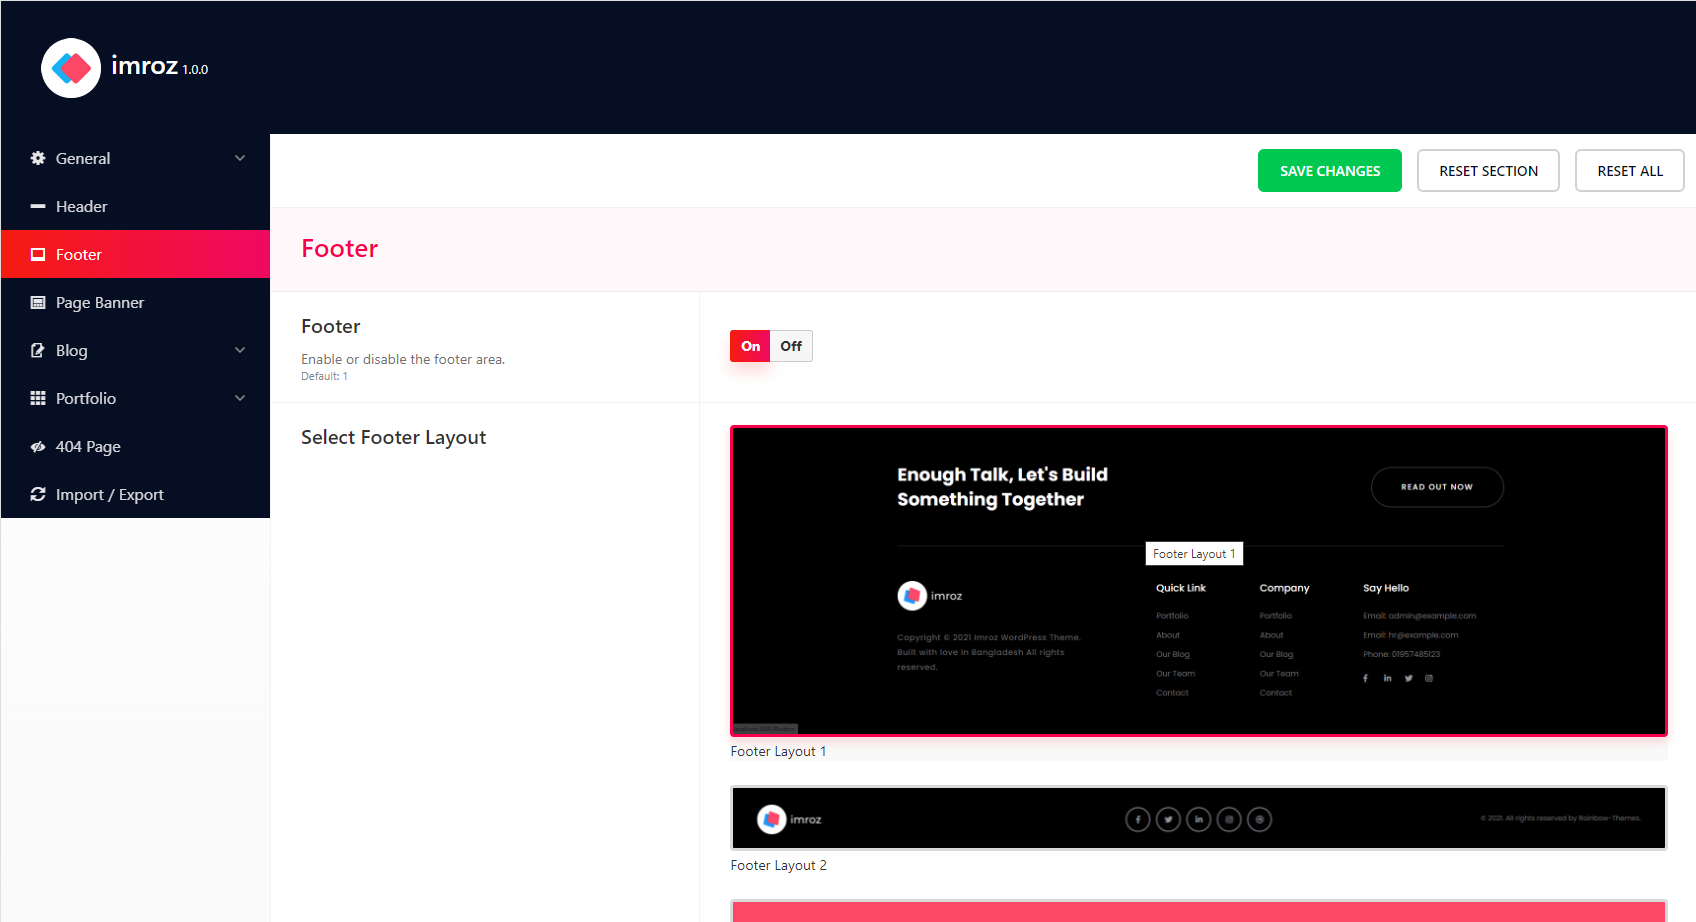 imroz 1.0.0
General
Header
Footer
Page Banner
Blog
Portfolio
404 Page
Import / Export
SAVE CHANGES
RESET SECTION
RESET ALL
Footer
Footer
Enable or disable the footer area.
Default: 1
On
Off
Select Footer Layout
Enough Talk, Let's Build
Something Together
READ OUT NOW
Footer Layout 1
imroz
Copyright © 2021 Imroz WordPress Theme.
Built with love in Bangladesh All rights
reserved.
Quick Link
Portfolio
About
Our Blog
Our Team
Contact
Company
Portfolio
About
Our Blog
Our Team
Contact
Say Hello
Email: admin@example.com
Email: hr@example.com
Phone: 01957485123
Footer Layout 1
imroz
© 2021. All rights reserved by Rainbow-Themes.
Footer Layout 2